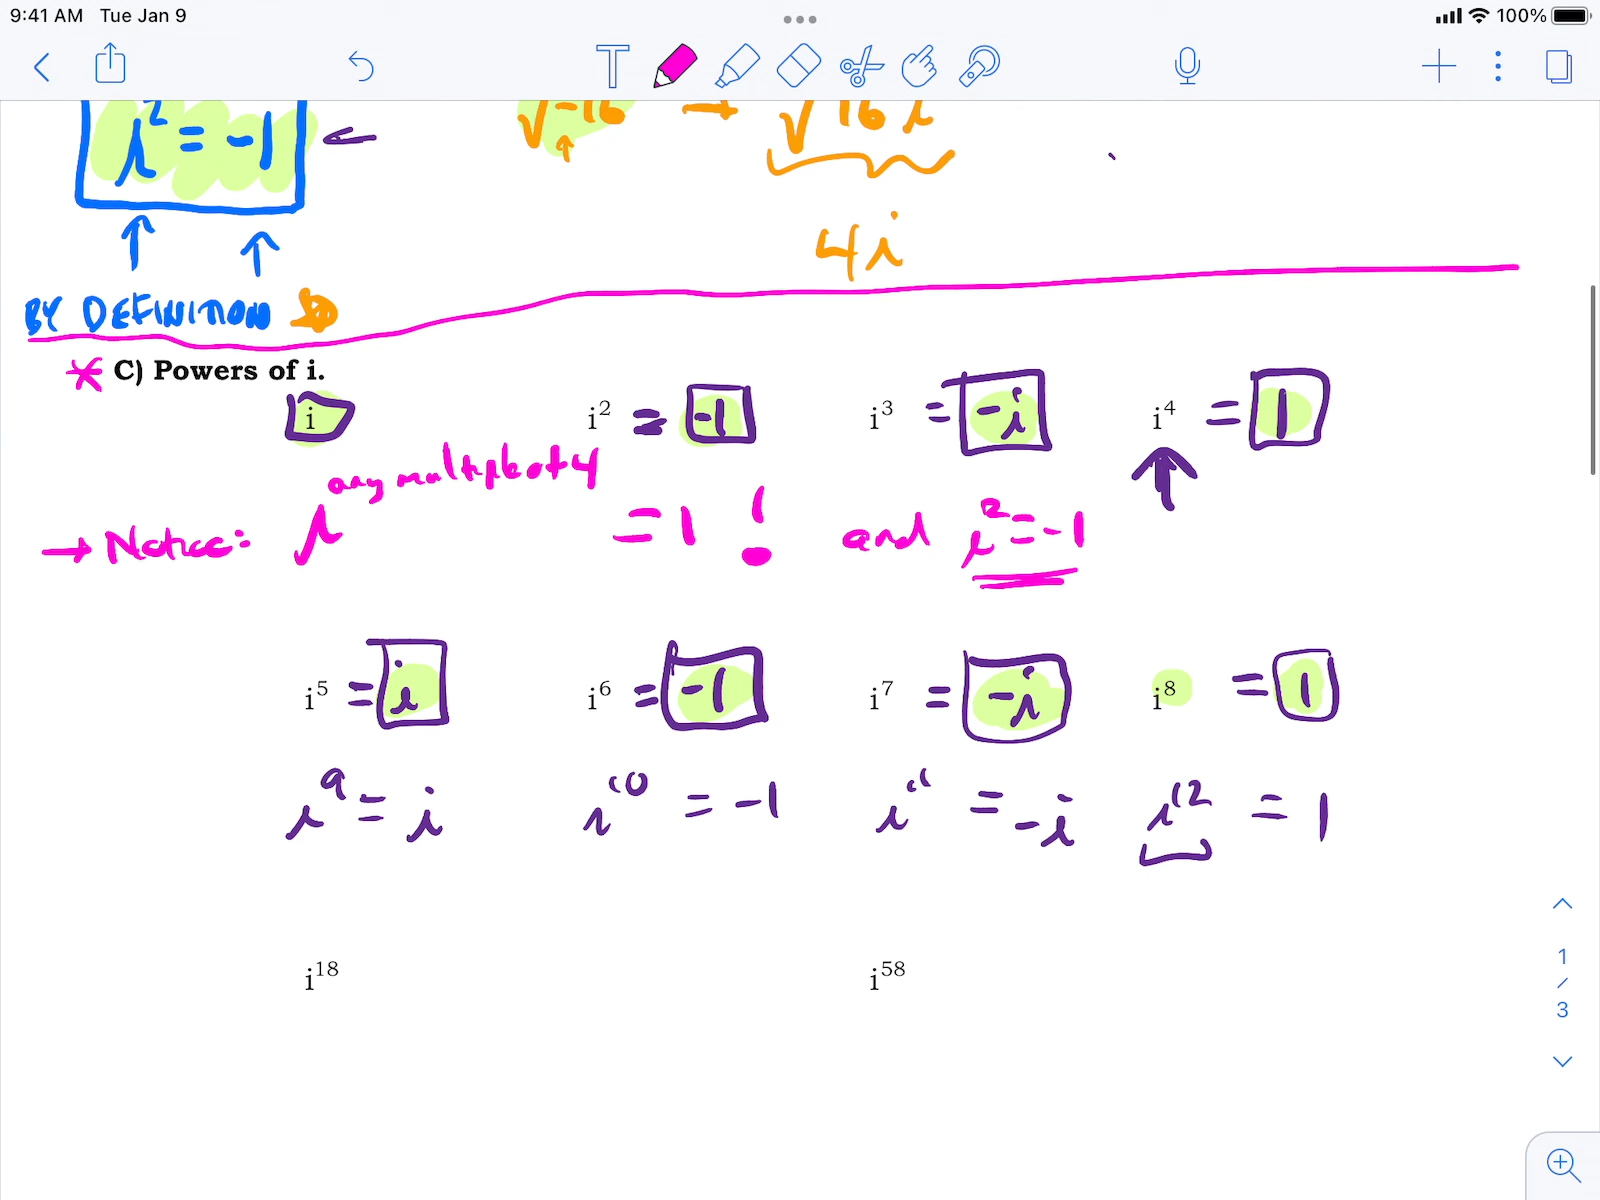 9:41 AM Tue Jan 9 100%
i² = -1 ← √-16 → √16 i
↑ ↑ 4i
BY DEFINITION
* C) Powers of i.
i i² = -1 i³ = -i i⁴ = 1
→ Notice: i^any multiple of 4 = 1 ! and i² = -1
i⁵ = i i⁶ = -1 i⁷ = -i i⁸ = 1
i⁹ = i i¹⁰ = -1 i¹¹ = -i i¹² = 1
i¹⁸ i⁵⁸
1
/
3